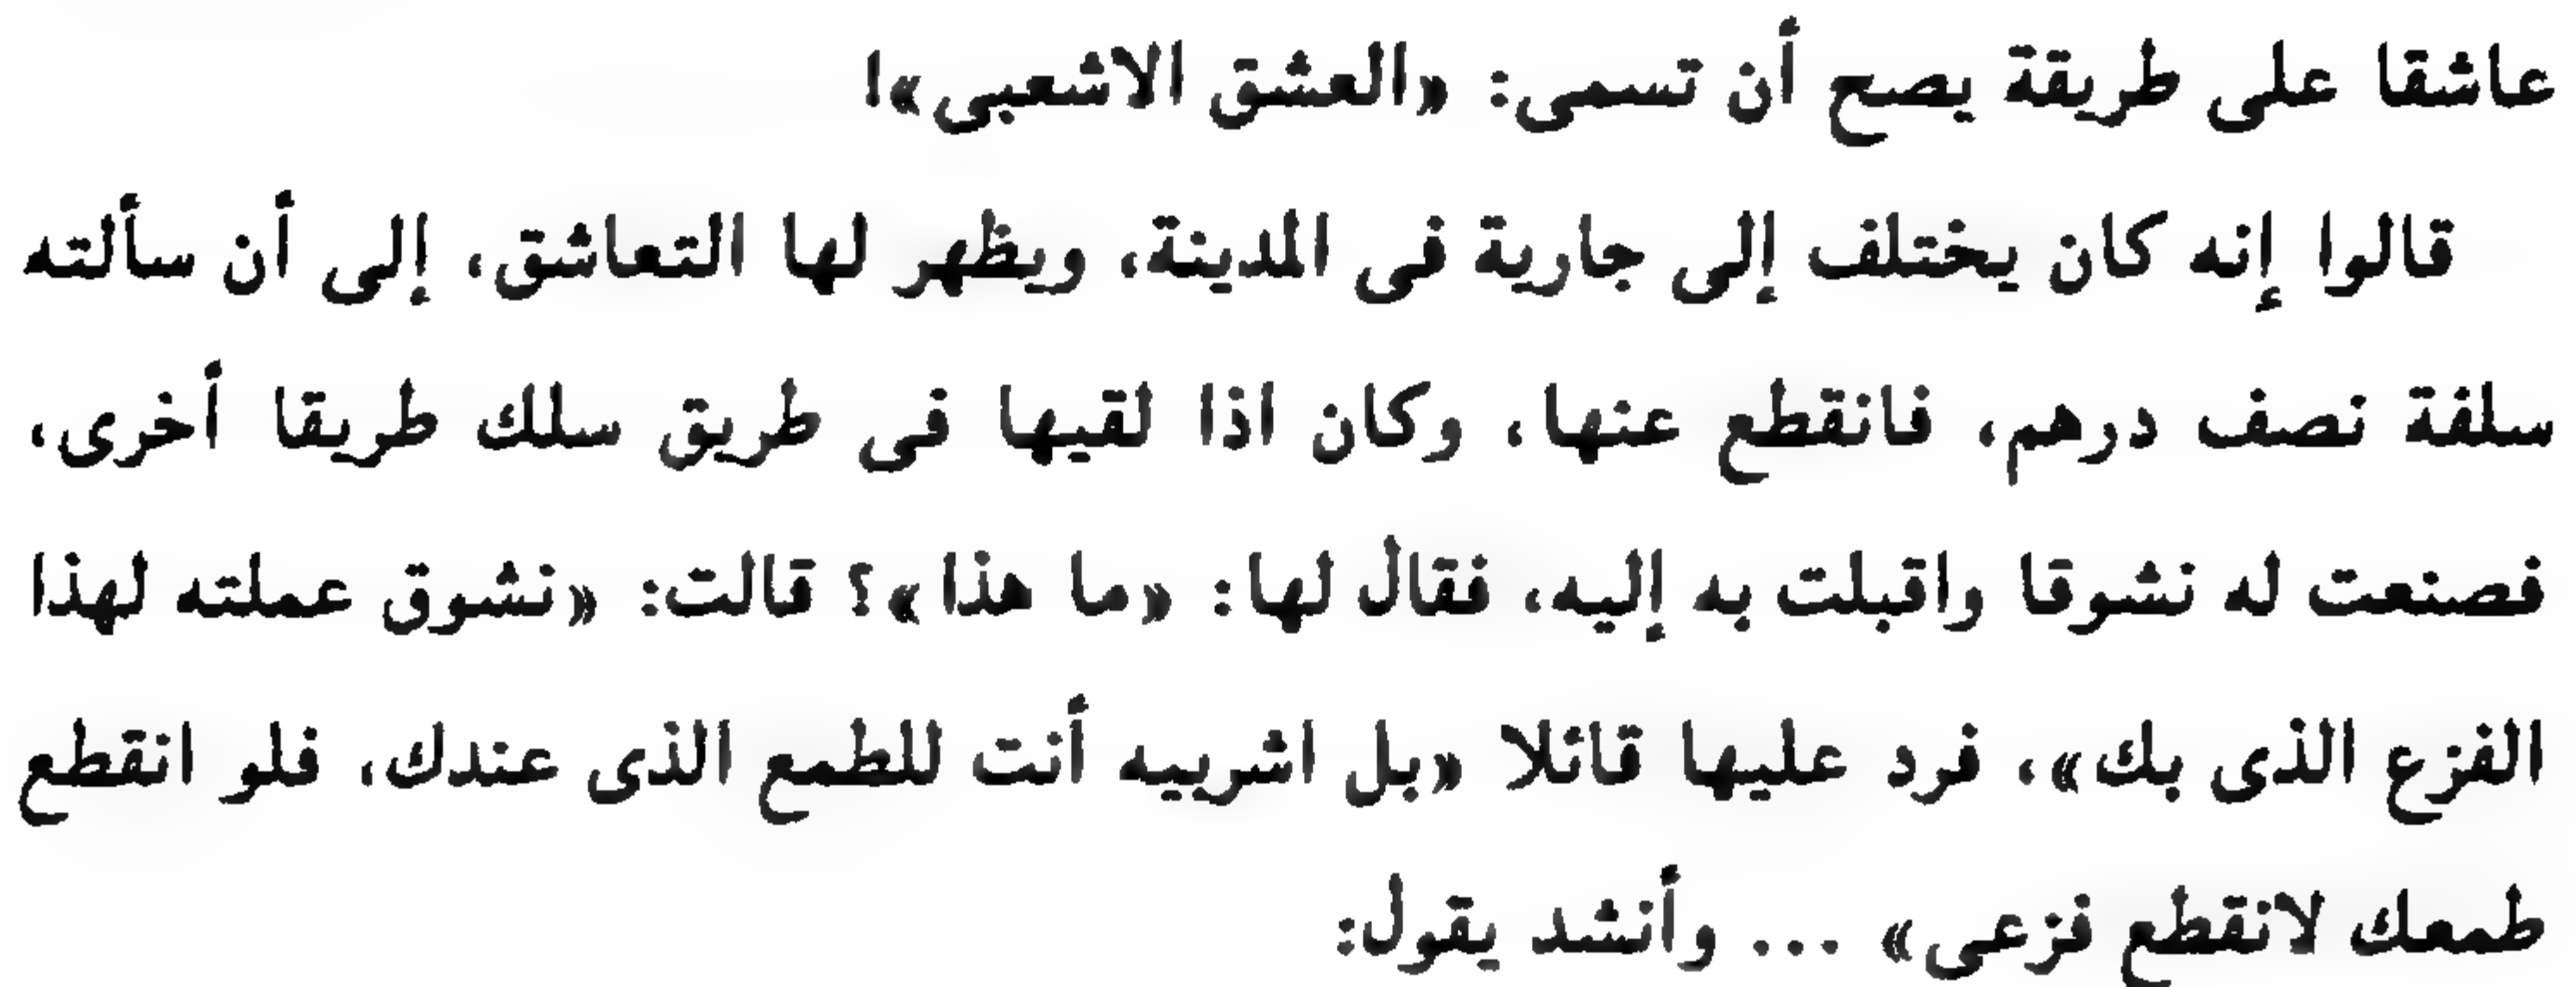 عاشقا على طريقة يصح أن تسمى: «العشق الاشعبى»!
قالوا إنه كان يختلف إلى جارية فى المدينة، ويظهر لها التعاشق، إلى أن سألته
سلفة نصف درهم، فانقطع عنها، وكان اذا لقيها فى طريق سلك طريقا أخرى،
فصنعت له نشوقا واقبلت به إليه، فقال لها: «ما هذا»؟ قالت: «نشوق عملته لهذا
الفزع الذى بك»، فرد عليها قائلا «بل اشربيه أنت للطمع الذى عندك، فلو انقطع
طمعك لانقطع فزعى» ... وأنشد يقول: